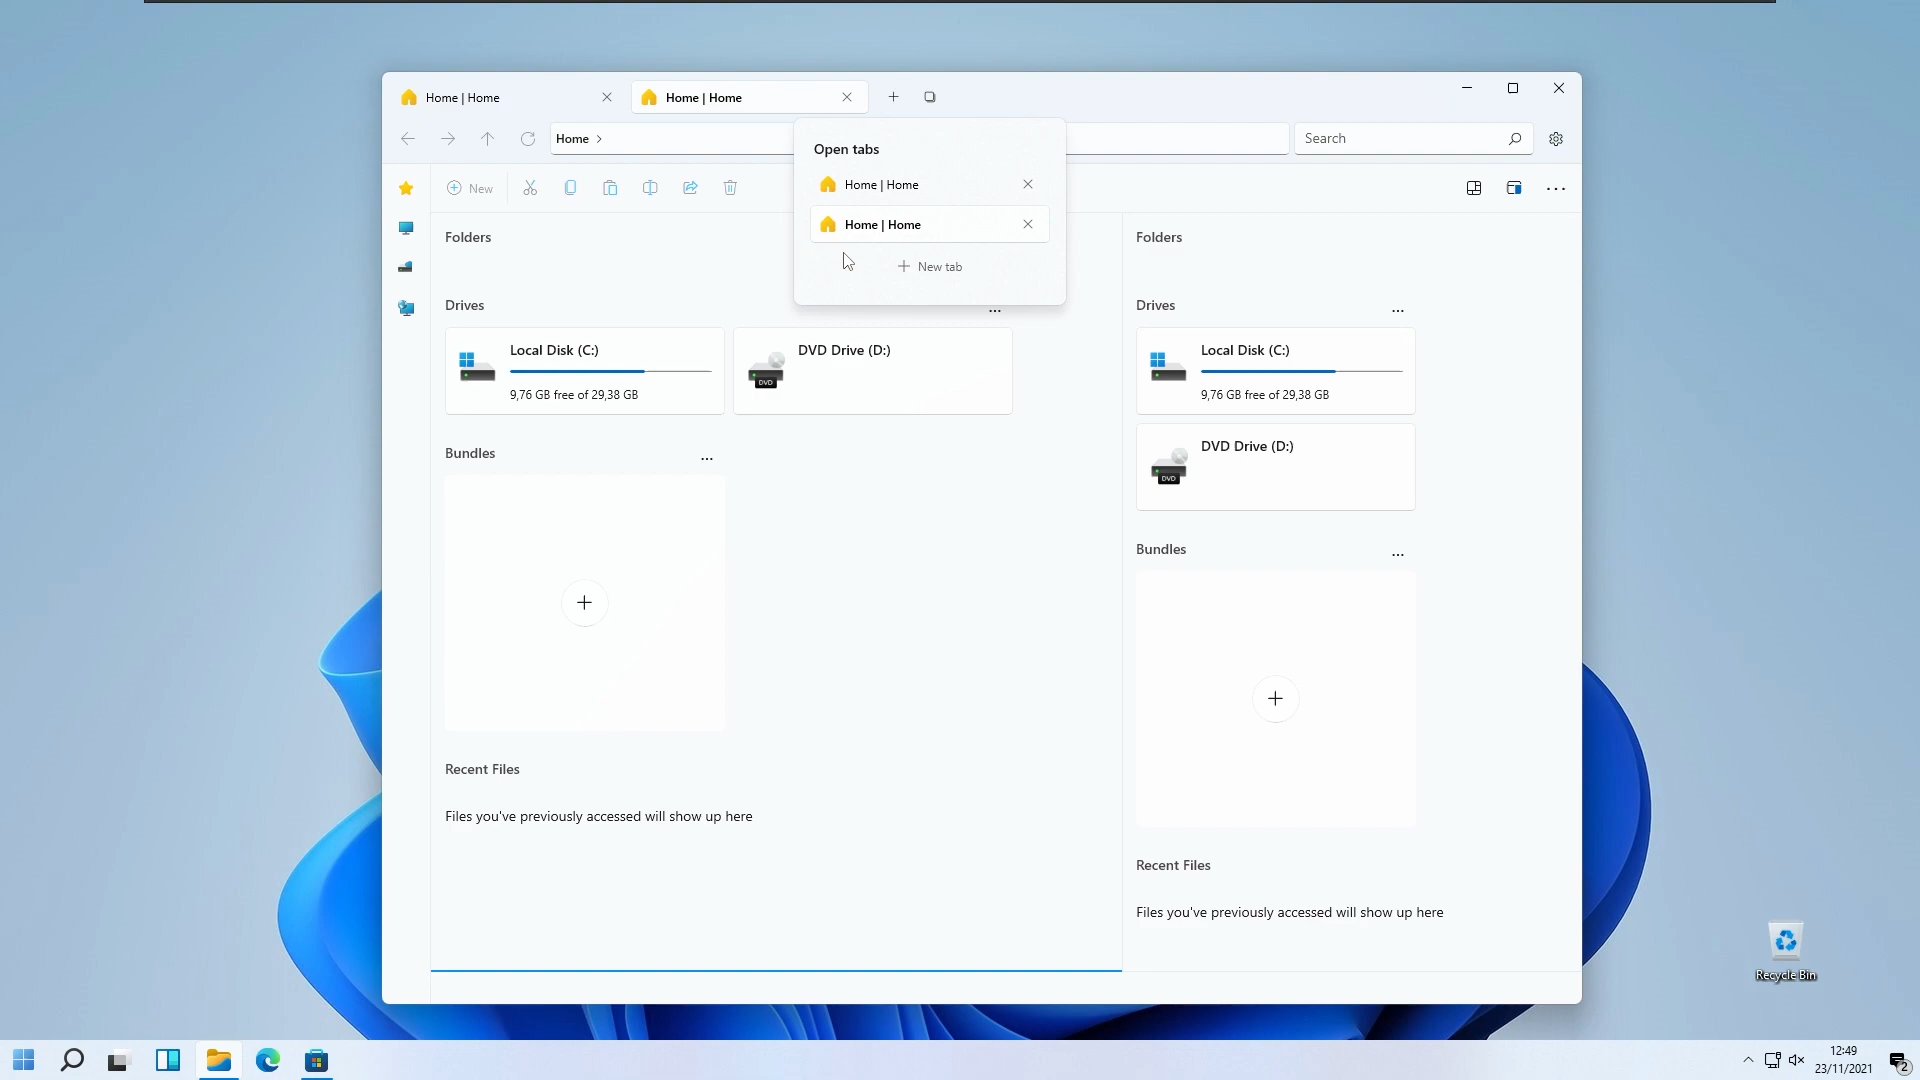 Home | Home
Home | Home
Home
Search
Open tabs
Home | Home
Home | Home
New tab
New
Folders
Drives
Local Disk (C:)
9,76 GB free of 29,38 GB
DVD Drive (D:)
DVD
Bundles
Recent Files
Files you've previously accessed will show up here
Folders
Drives
Local Disk (C:)
9,76 GB free of 29,38 GB
DVD Drive (D:)
DVD
Bundles
Recent Files
Files you've previously accessed will show up here
Recycle Bin
12:49
23/11/2021
2